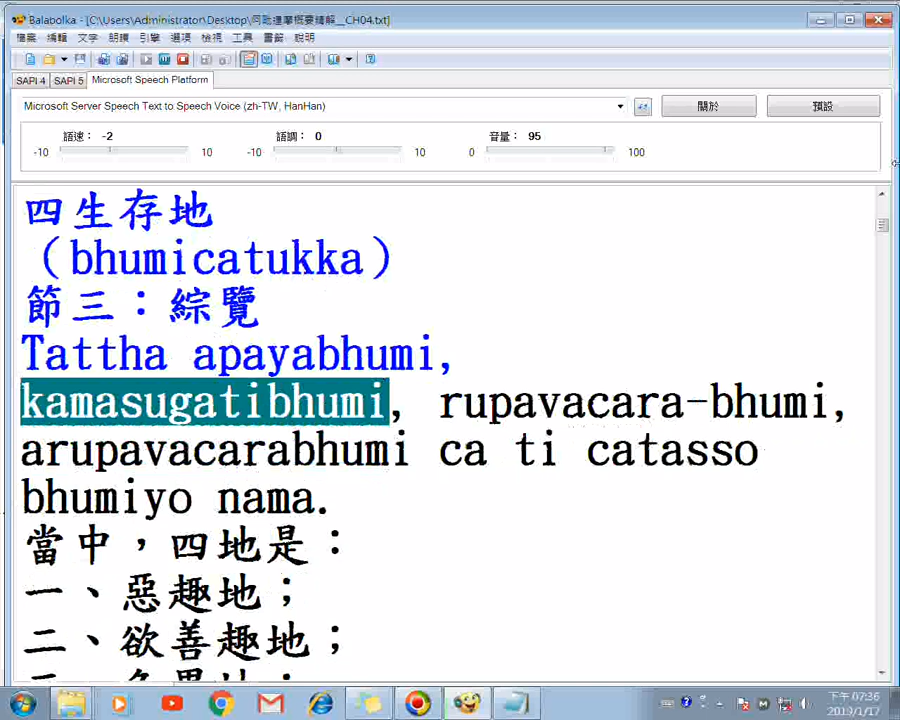 Balabolka - [C:\Users\Administrator\Desktop\阿毗達摩概要精解__CH04.txt]
檔案 編輯 文字 朗讀 引擎 選項 檢視 工具 書籤 說明
SAPI 4 SAPI 5 Microsoft Speech Platform
Microsoft Server Speech Text to Speech Voice (zh-TW, HanHan) 關於 預設
語速: -2 語調: 0 音量: 95
-10 10 -10 10 0 100
四生存地
（bhumicatukka）
節三：綜覽
Tattha apayabhumi,
kamasugatibhumi, rupavacara-bhumi,
arupavacarabhumi ca ti catasso
bhumiyo nama.
當中，四地是：
一、惡趣地；
二、欲善趣地；
下午 07:36
2019/1/17